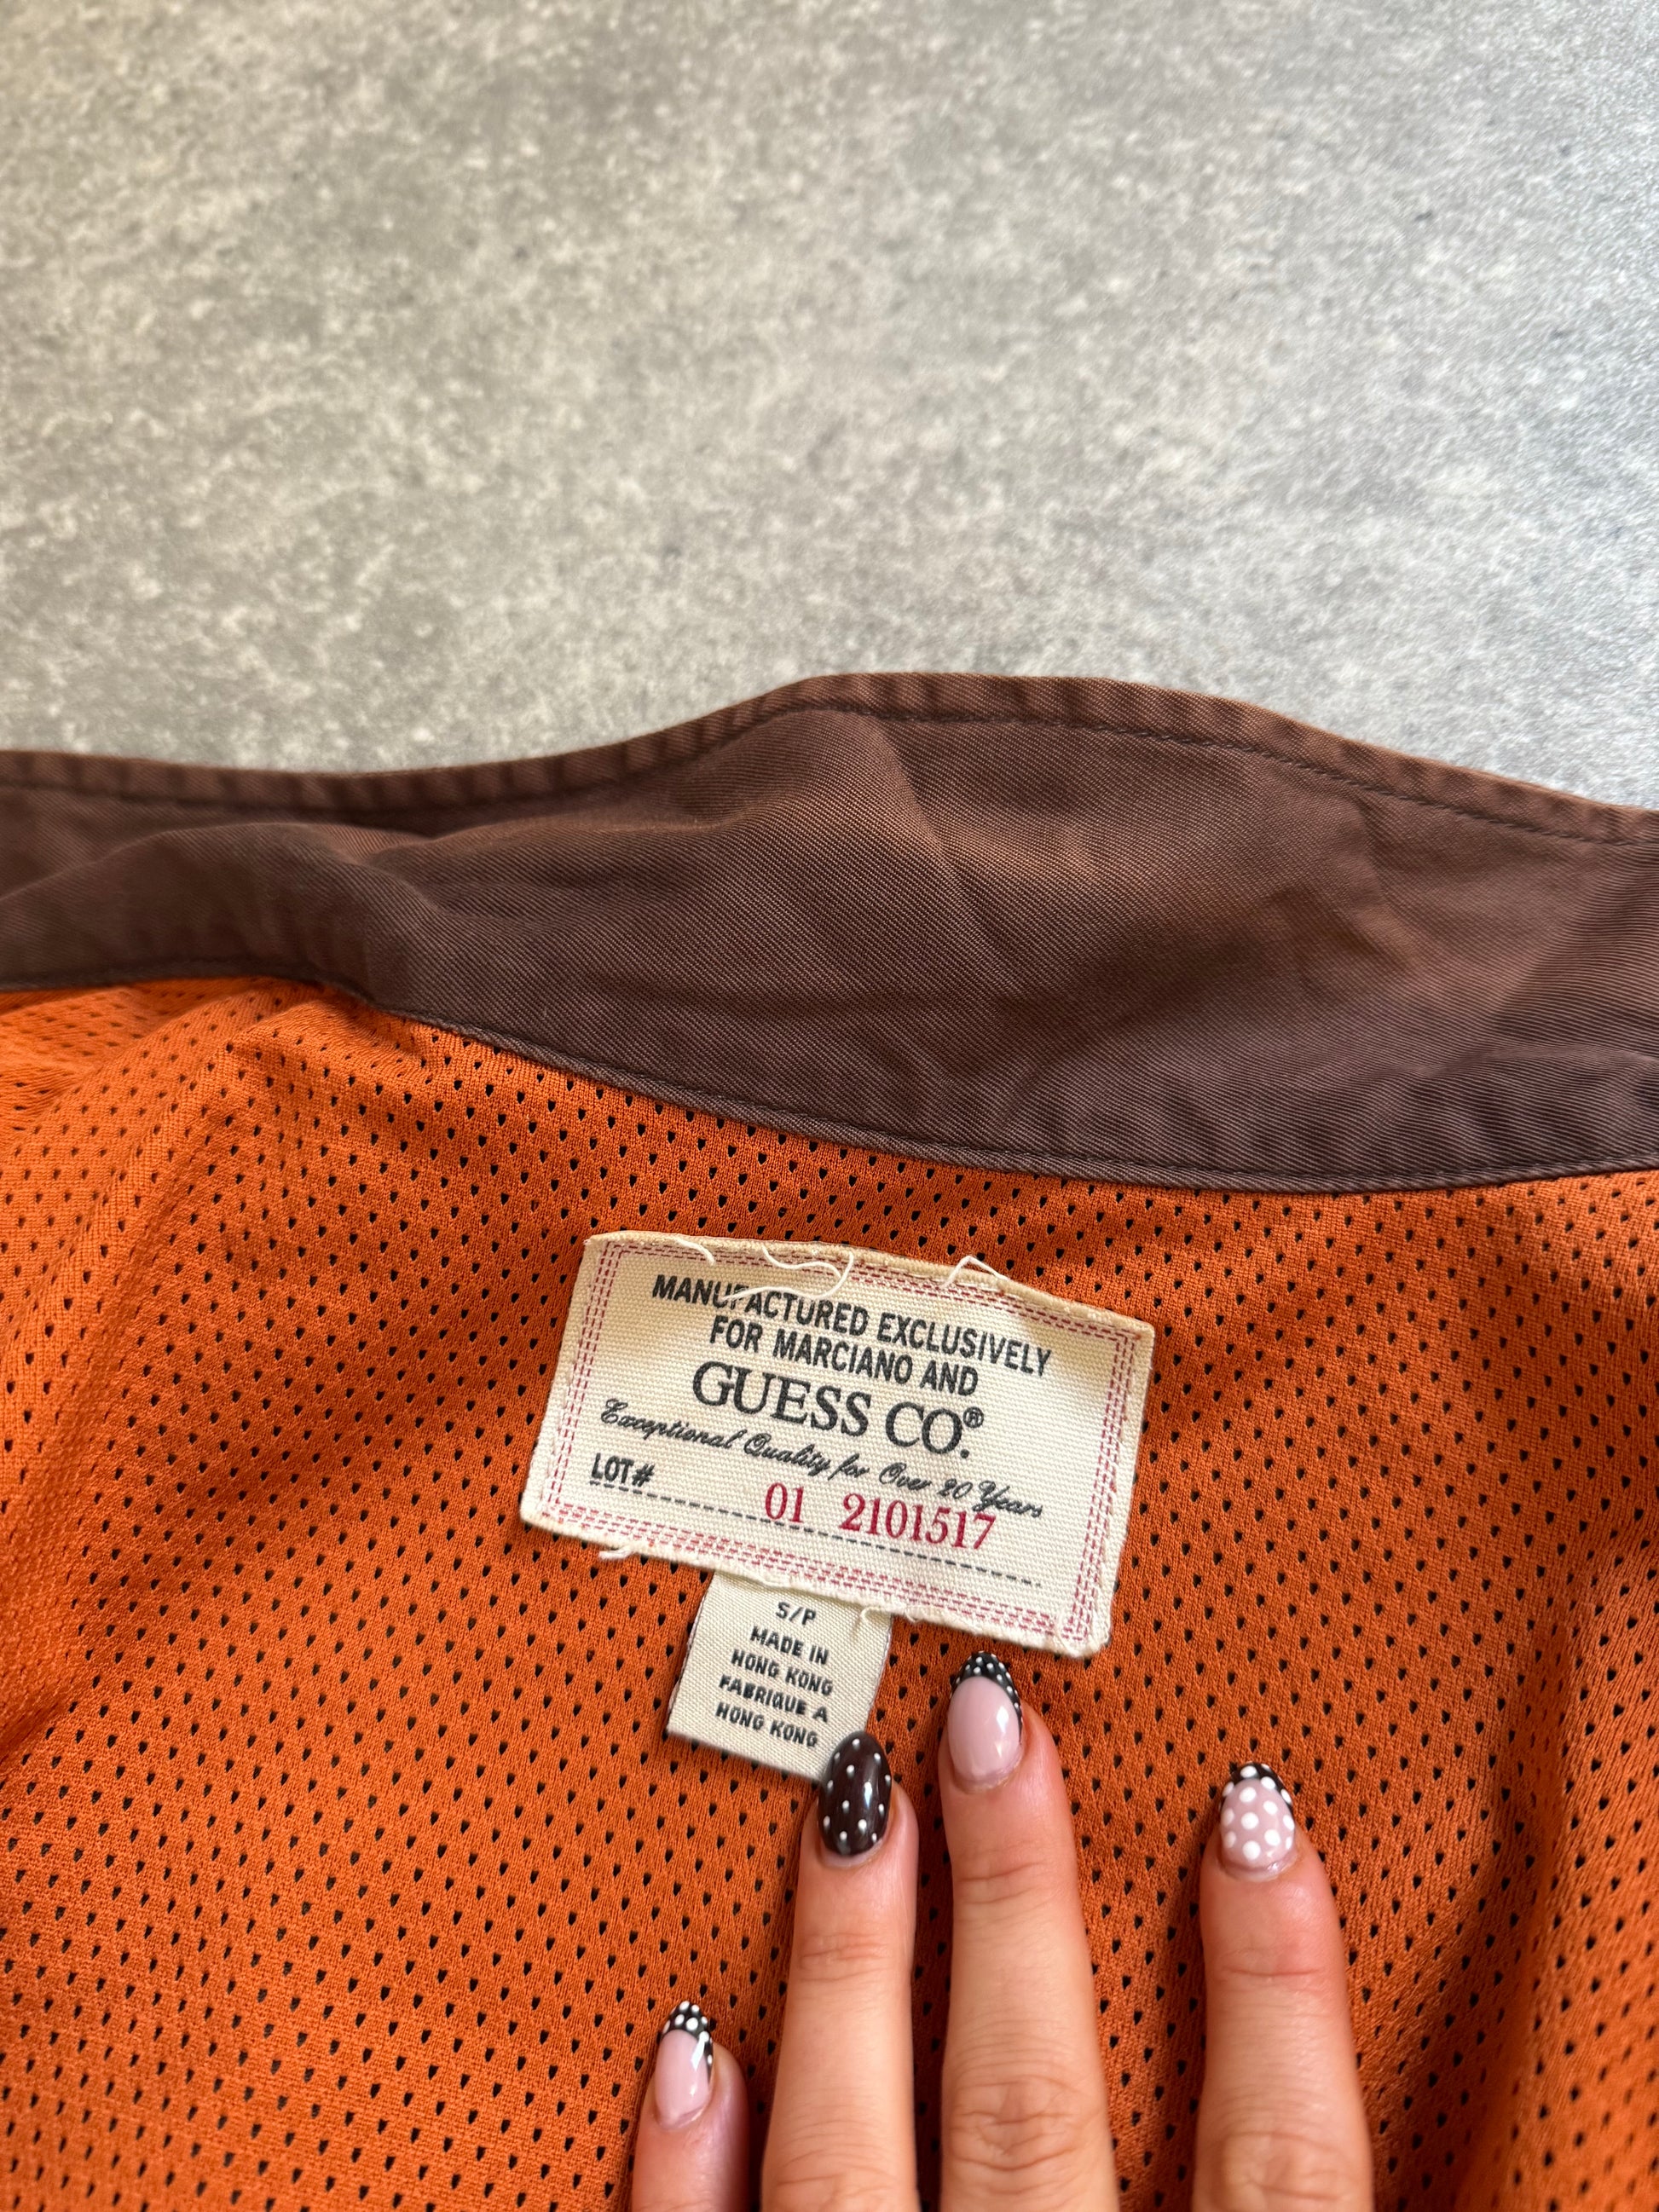 MANUFACTURED EXCLUSIVELY
FOR MARCIANO AND
GUESS CO.®
Exceptional Quality for Over 20 Years
LOT# 01 2101517
S/P
MADE IN
HONG KONG
FABRIQUE A
HONG KONG